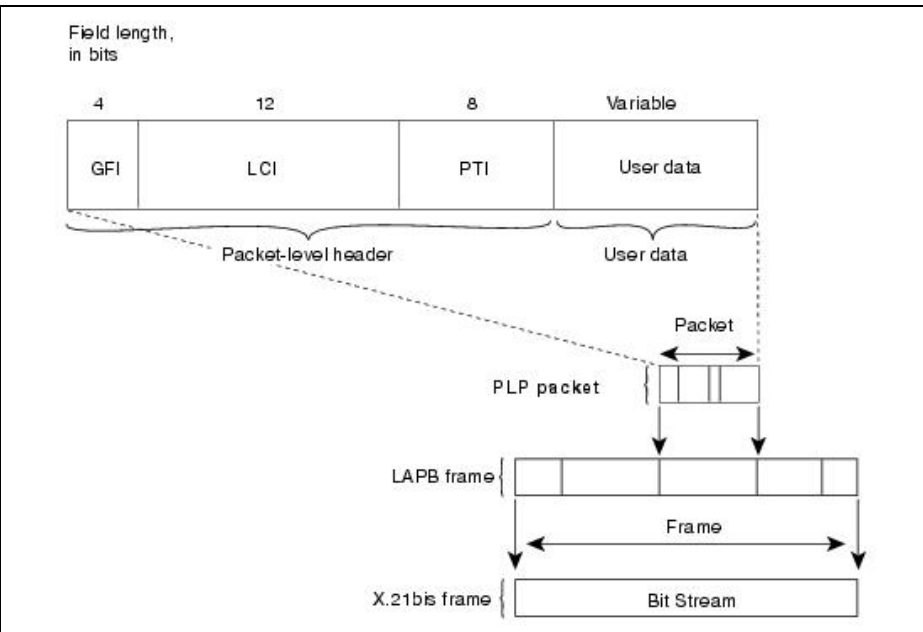 Field length,
in bits
4 12 8 Variable
GFI LCI PTI User data
Packet-level header User data
Packet
PLP packet
LAPB frame
Frame
X.21bis frame Bit Stream